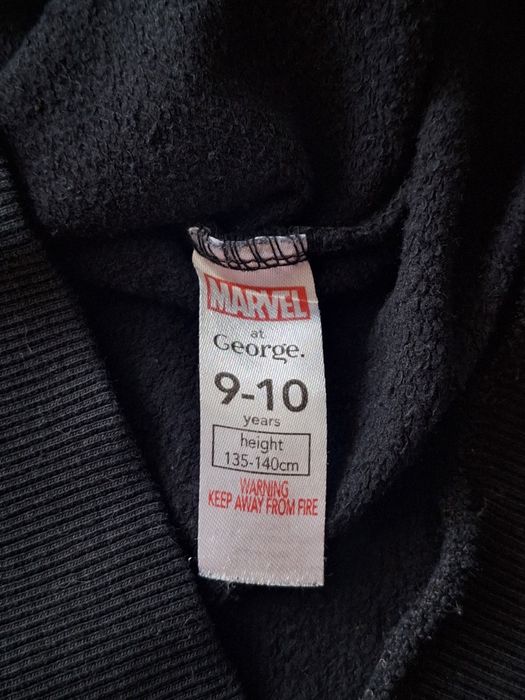 MARVEL
at
George.
9-10
years
height
135-140cm
WARNING
KEEP AWAY FROM FIRE